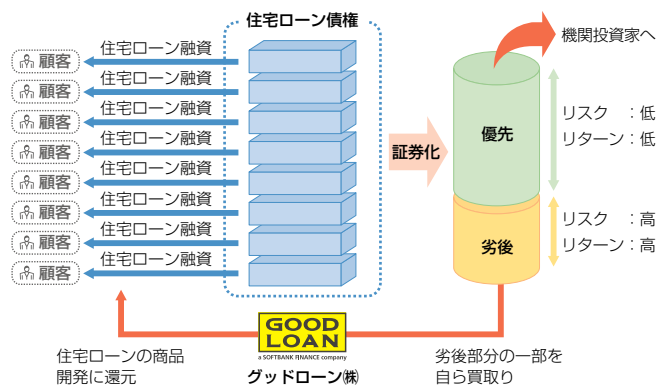 住宅ローン債権
機関投資家へ
顧客
住宅ローン融資
顧客
住宅ローン融資
顧客
住宅ローン融資
顧客
住宅ローン融資
顧客
住宅ローン融資
顧客
住宅ローン融資
顧客
住宅ローン融資
顧客
住宅ローン融資
証券化
優先
リスク ：低
リターン：低
劣後
リスク ：高
リターン：高
住宅ローンの商品
開発に還元
GOOD
LOAN
a SOFTBANK FINANCE company
グッドローン㈱
劣後部分の一部を
自ら買取り